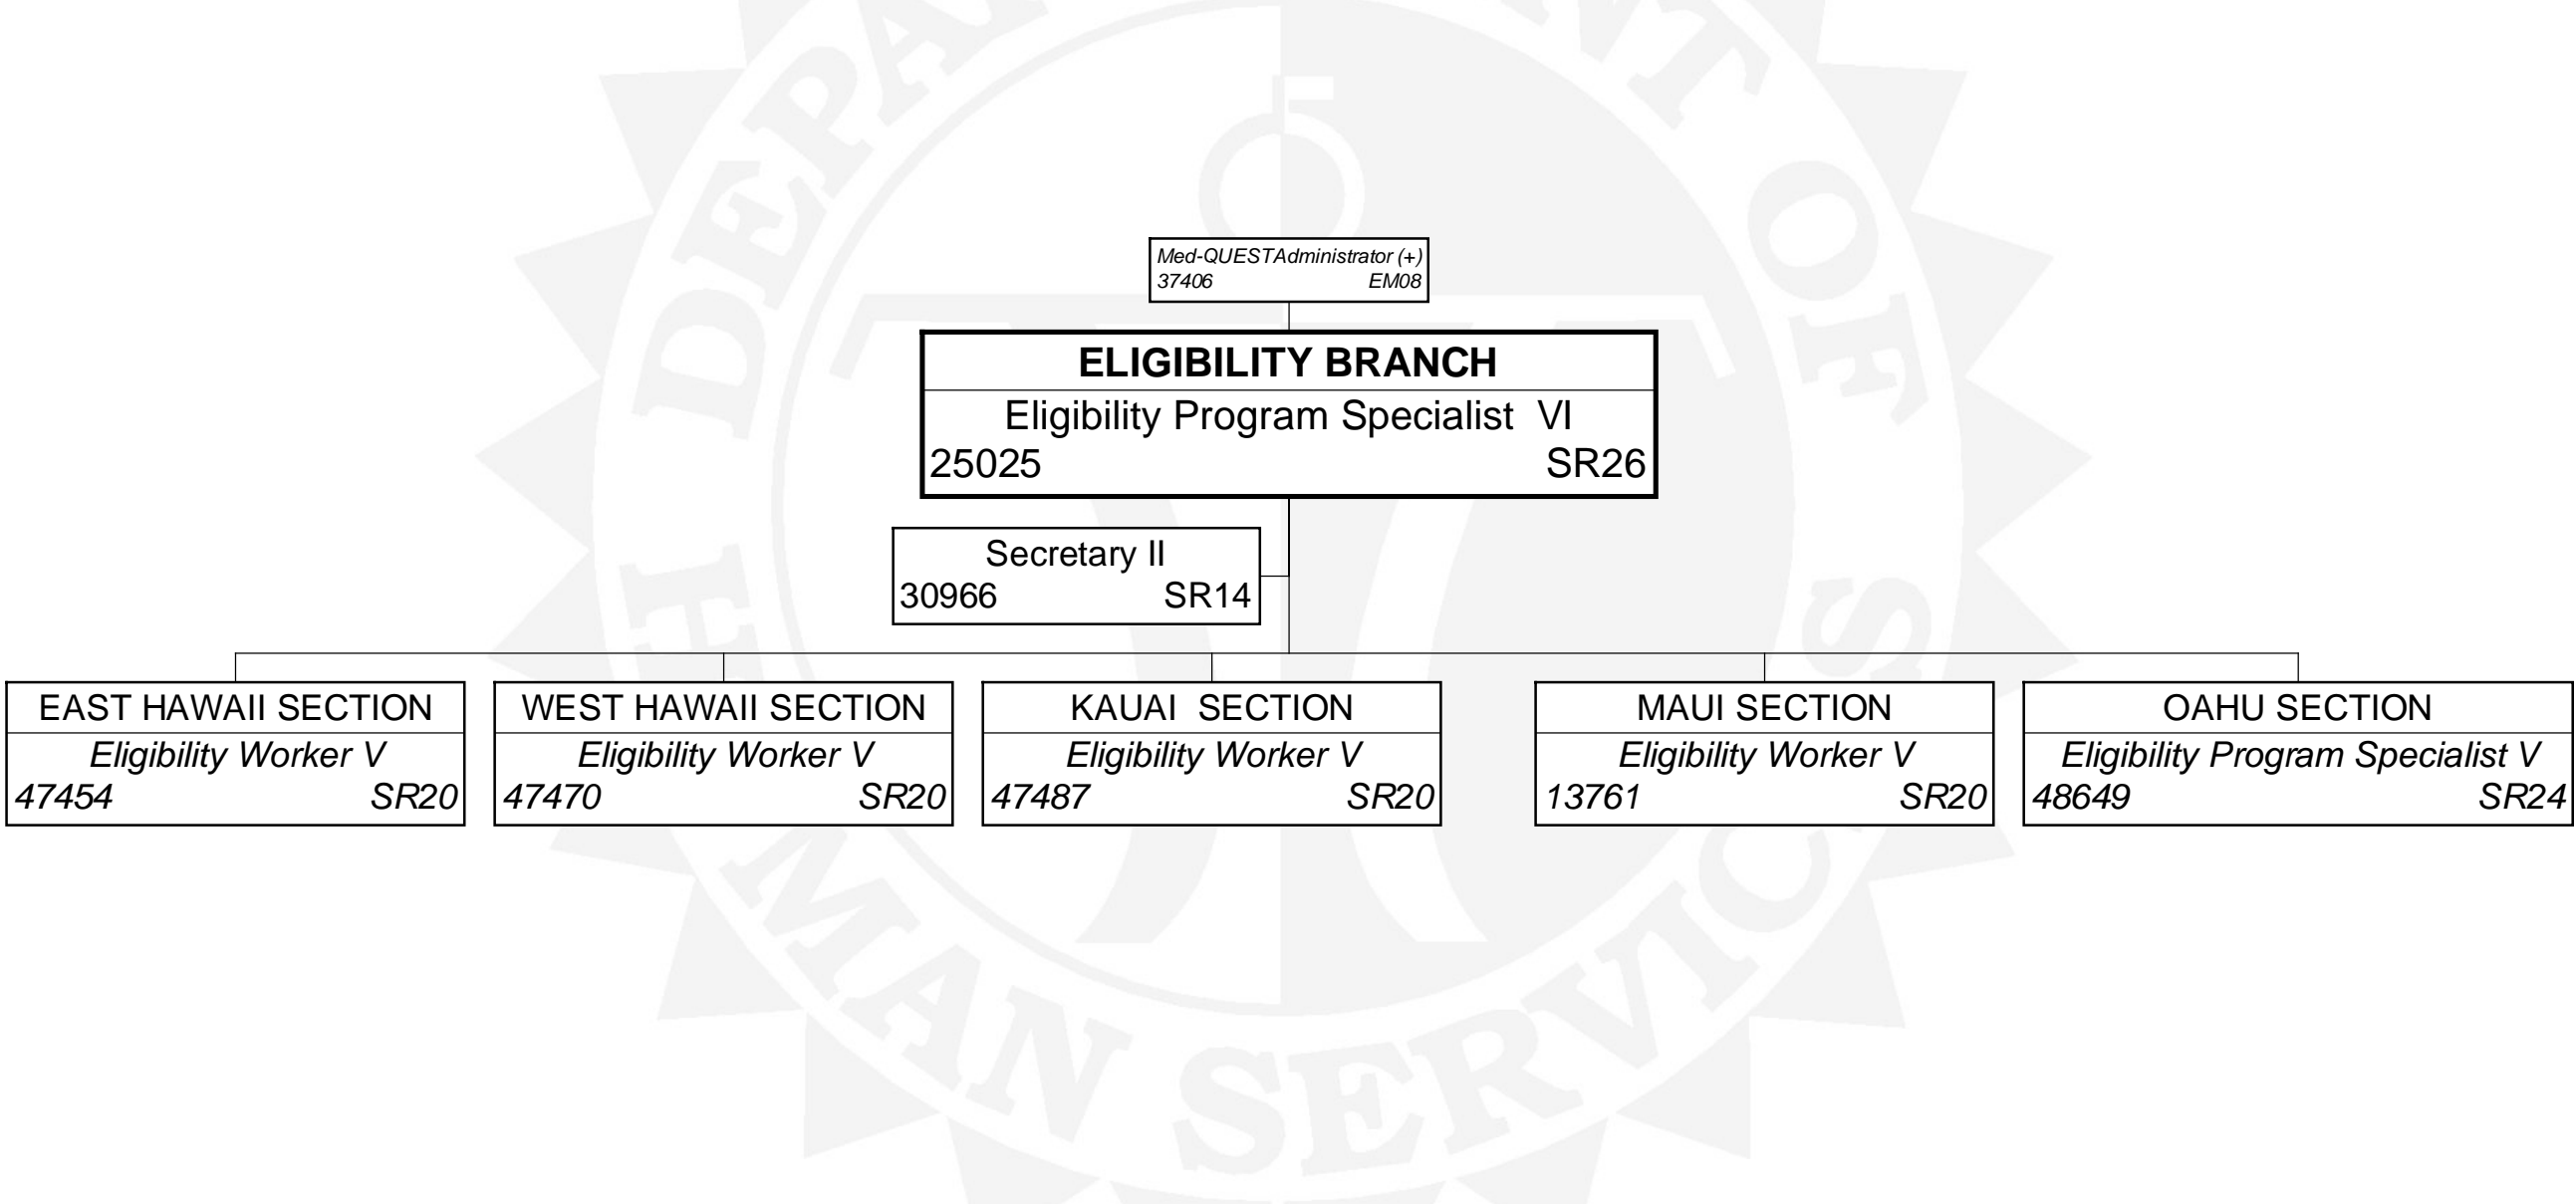 Med-QUESTAdministrator (+)
37406 EM08
ELIGIBILITY BRANCH
Eligibility Program Specialist VI
25025 SR26
Secretary II
30966 SR14
EAST HAWAII SECTION
Eligibility Worker V
47454 SR20
WEST HAWAII SECTION
Eligibility Worker V
47470 SR20
KAUAI SECTION
Eligibility Worker V
47487 SR20
MAUI SECTION
Eligibility Worker V
13761 SR20
OAHU SECTION
Eligibility Program Specialist V
48649 SR24
OF